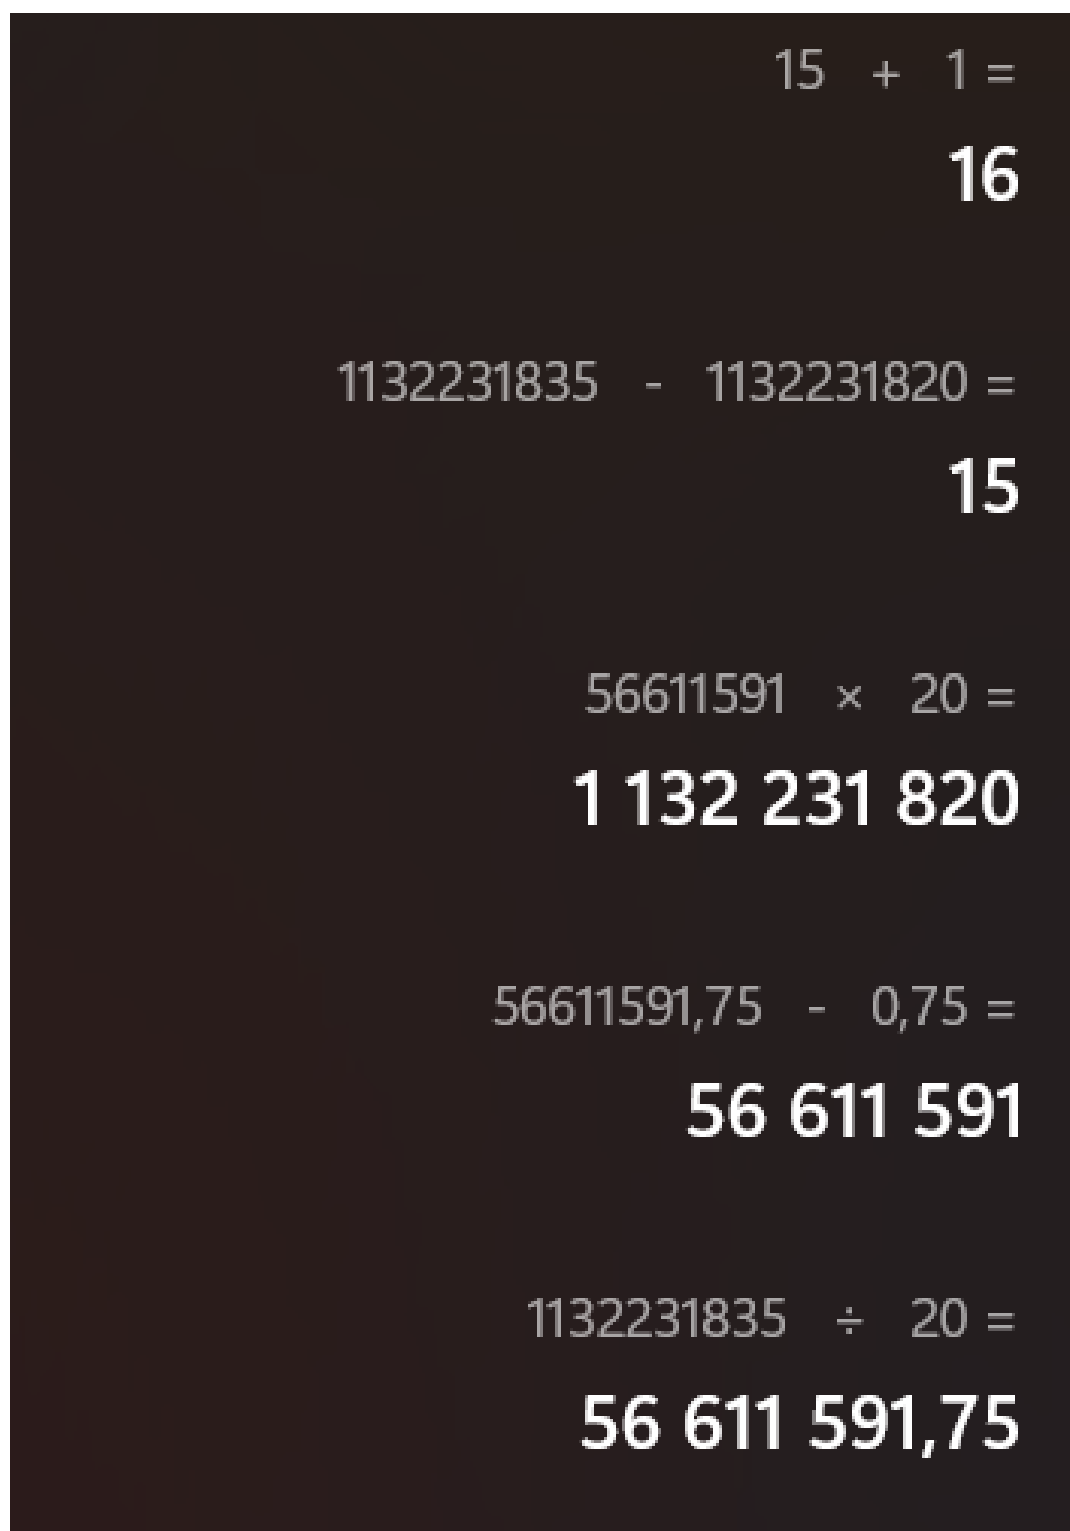 15 + 1 =
16
1132231835 - 1132231820 =
15
56611591 × 20 =
1 132 231 820
56611591,75 - 0,75 =
56 611 591
1132231835 ÷ 20 =
56 611 591,75